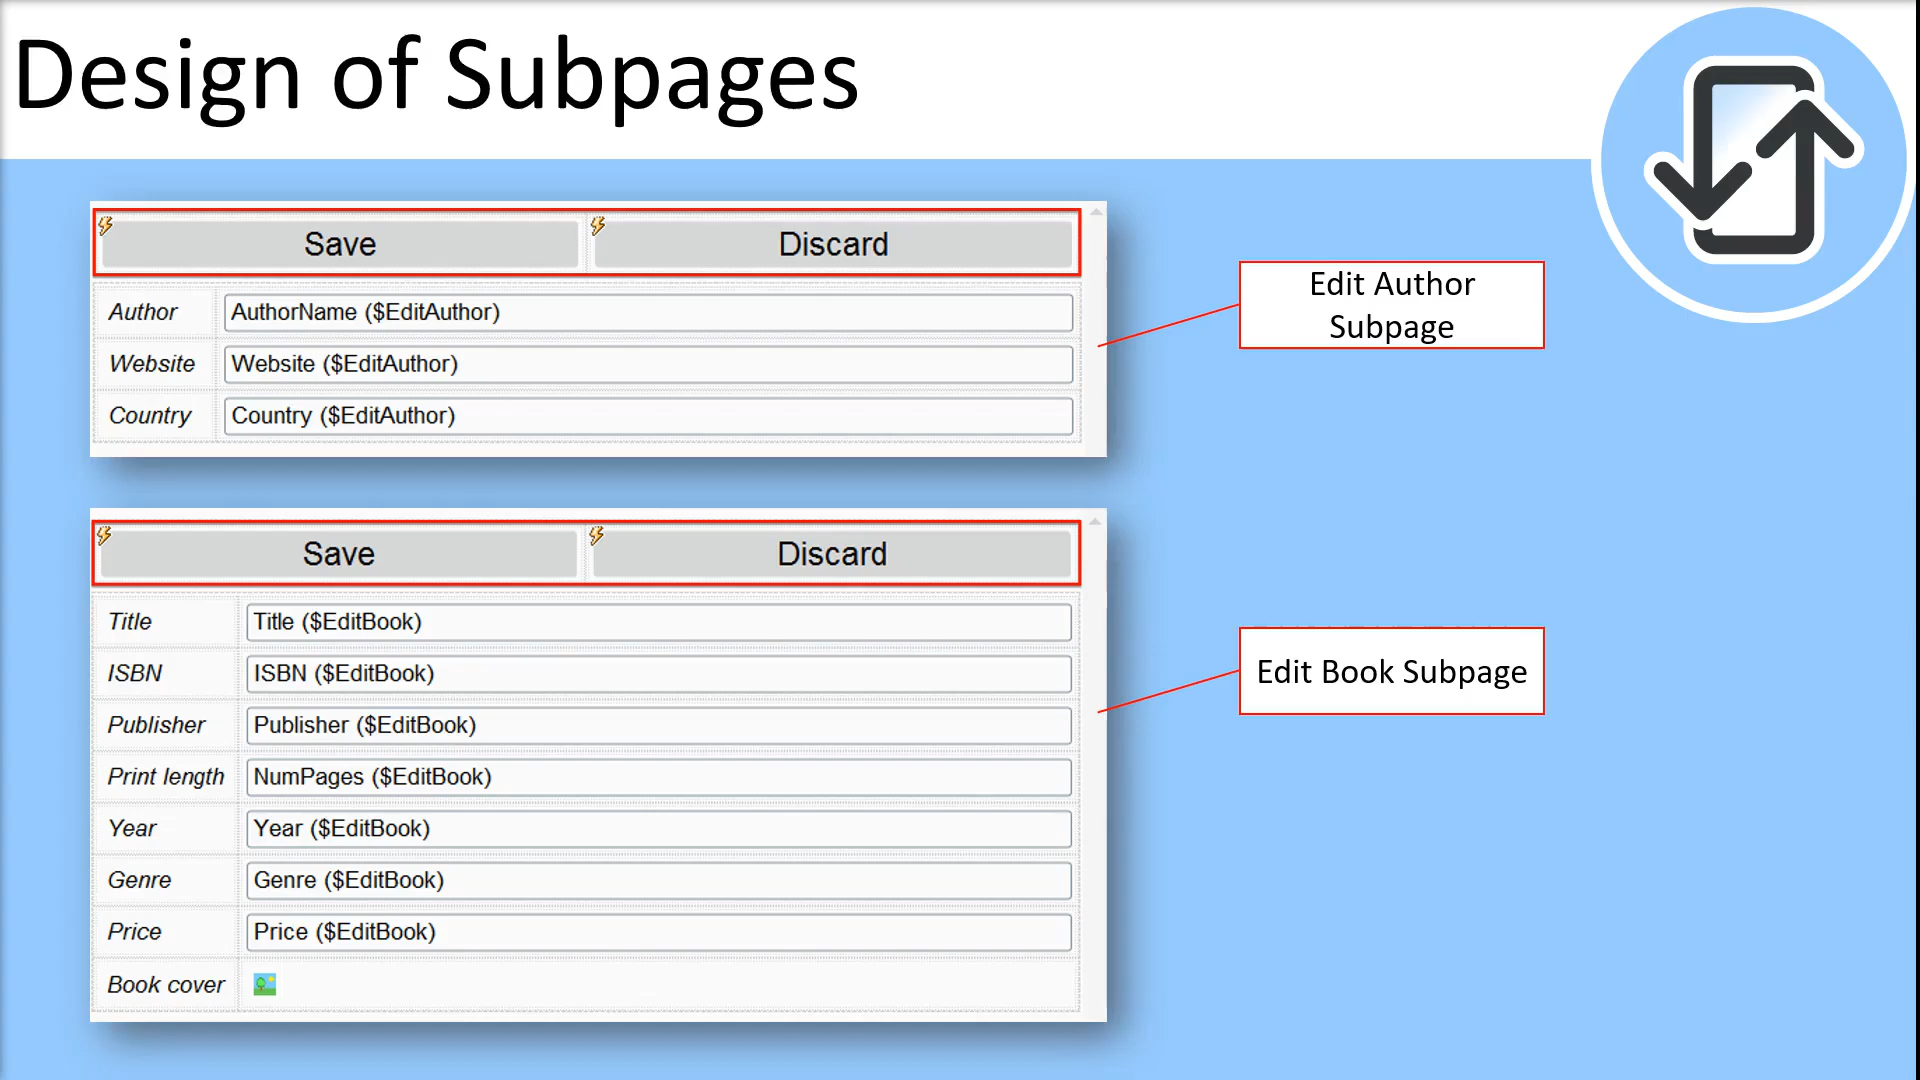 Design of Subpages
Save Discard
Author AuthorName ($EditAuthor)
Website Website ($EditAuthor)
Country Country ($EditAuthor)
Edit Author
Subpage
Save Discard
Title Title ($EditBook)
ISBN ISBN ($EditBook)
Publisher Publisher ($EditBook)
Print length NumPages ($EditBook)
Year Year ($EditBook)
Genre Genre ($EditBook)
Price Price ($EditBook)
Book cover
Edit Book Subpage